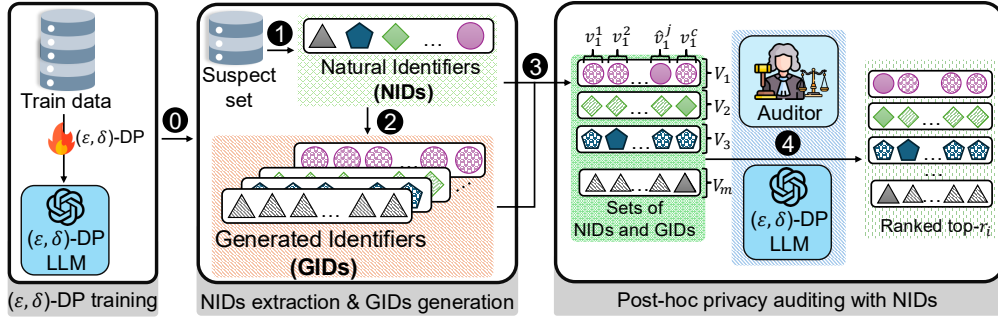 Train data
(ε, δ)-DP
(ε, δ)-DP
LLM
(ε, δ)-DP training
0
Suspect
set
1
...
Natural Identifiers
(NIDs)
2
...
...
...
Generated Identifiers
(GIDs)
NIDs extraction & GIDs generation
3
v₁¹ v₁² v̂₁ʲ v₁ᶜ
... V₁
... V₂
... V₃
... Vₘ
Sets of
NIDs and GIDs
Auditor
4
(ε, δ)-DP
LLM
...
...
...
...
...
Ranked top-rᵢ
Post-hoc privacy auditing with NIDs